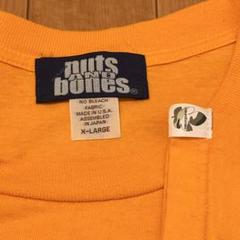 nuts
AND
bones®
NO BLEACH
FABRIC-
MADE IN U.S.A.
ASSEMBLED
IN JAPAN
X-LARGE